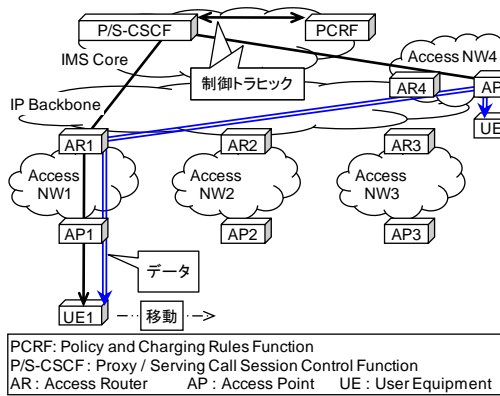 P/S-CSCF
PCRF
IMS Core
Access NW4
制御トラヒック
AR4
AP
IP Backbone
UE
AR1
AR2
AR3
Access
NW1
Access
NW2
Access
NW3
AP1
AP2
AP3
データ
UE1
移動
PCRF: Policy and Charging Rules Function
P/S-CSCF : Proxy / Serving Call Session Control Function
AR : Access Router AP : Access Point UE : User Equipment